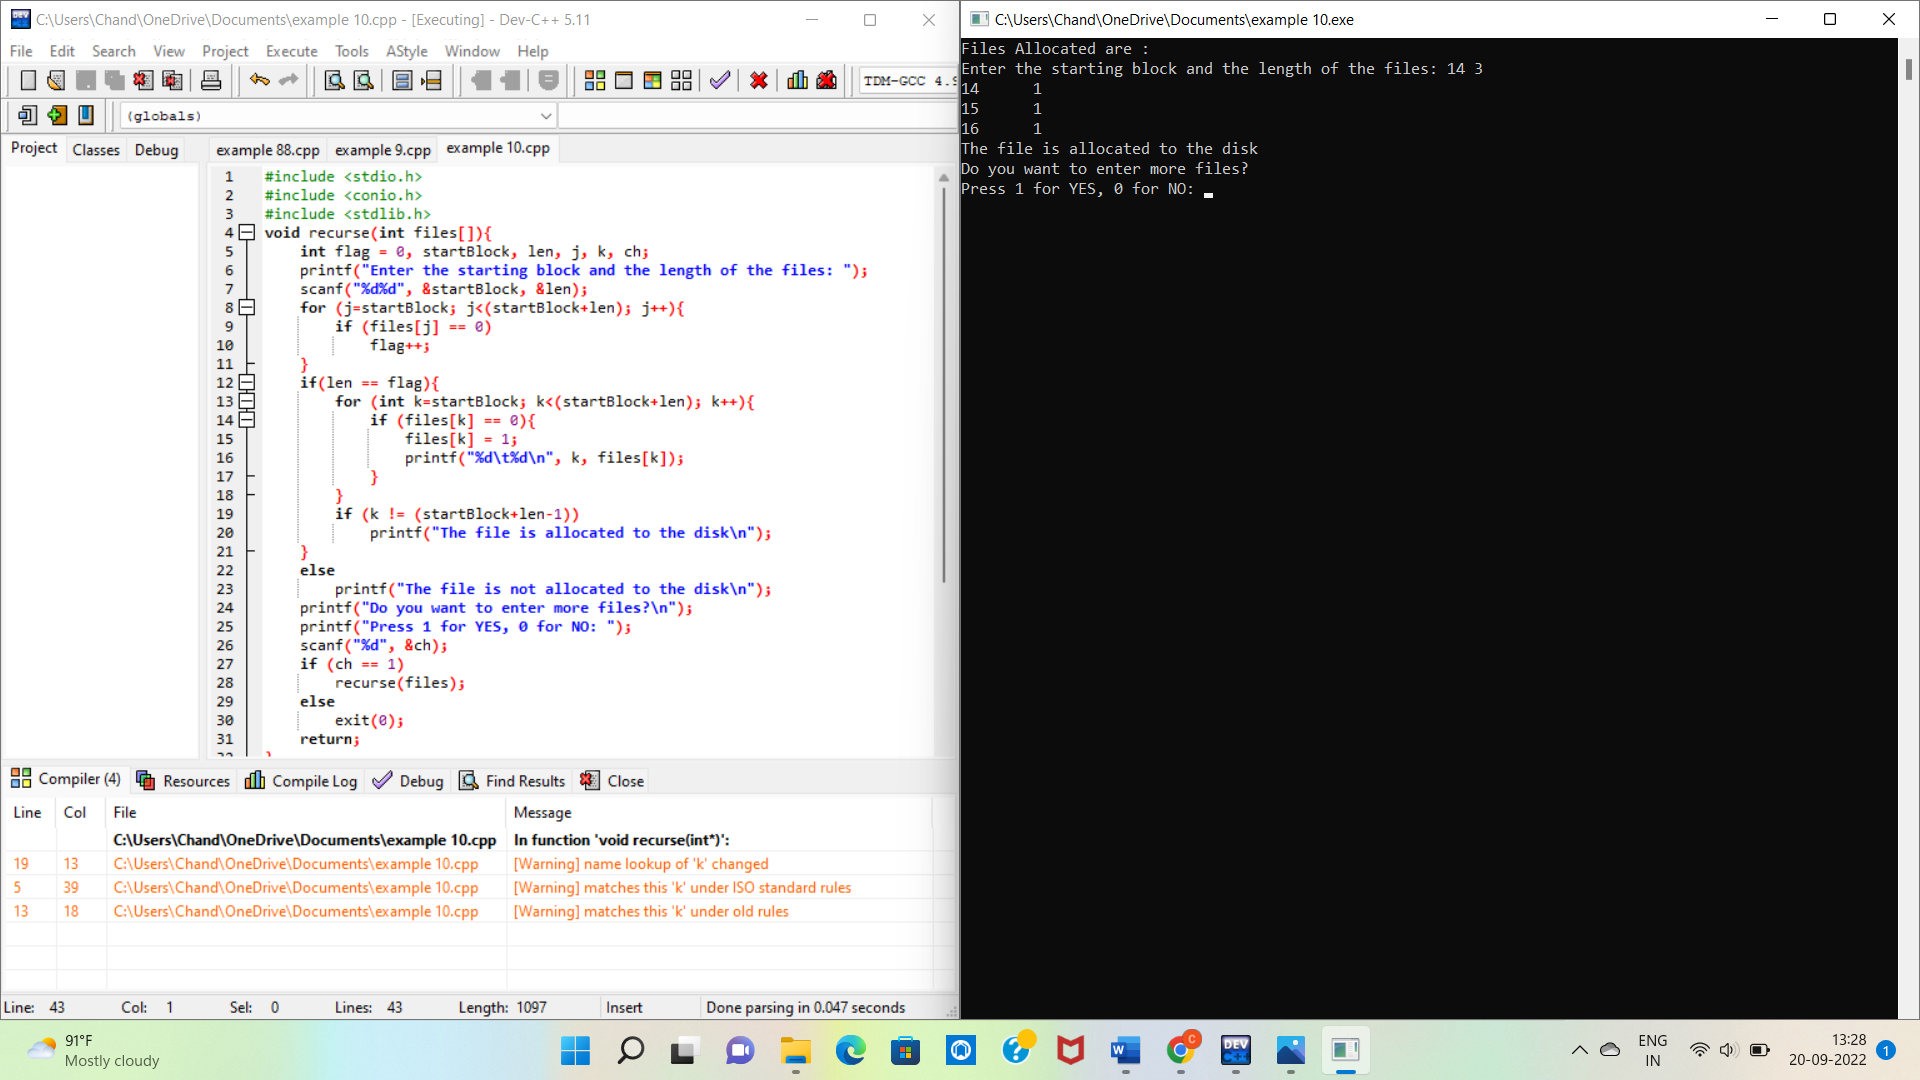 C:\Users\Chand\OneDrive\Documents\example 10.cpp - [Executing] - Dev-C++ 5.11
File Edit Search View Project Execute Tools AStyle Window Help
TDM-GCC 4.9
(globals)
Project Classes Debug
example 88.cpp example 9.cpp example 10.cpp
1 #include <stdio.h>
2 #include <conio.h>
3 #include <stdlib.h>
4 void recurse(int files[]){
5 int flag = 0, startBlock, len, j, k, ch;
6 printf("Enter the starting block and the length of the files: ");
7 scanf("%d%d", &startBlock, &len);
8 for (j=startBlock; j<(startBlock+len); j++){
9 if (files[j] == 0)
10 flag++;
11 }
12 if(len == flag){
13 for (int k=startBlock; k<(startBlock+len); k++){
14 if (files[k] == 0){
15 files[k] = 1;
16 printf("%d\t%d\n", k, files[k]);
17 }
18 }
19 if (k != (startBlock+len-1))
20 printf("The file is allocated to the disk\n");
21 }
22 else
23 printf("The file is not allocated to the disk\n");
24 printf("Do you want to enter more files?\n");
25 printf("Press 1 for YES, 0 for NO: ");
26 scanf("%d", &ch);
27 if (ch == 1)
28 recurse(files);
29 else
30 exit(0);
31 return;
Compiler (4) Resources Compile Log Debug Find Results Close
Line Col File Message
C:\Users\Chand\OneDrive\Documents\example 10.cpp In function 'void recurse(int*)':
19 13 C:\Users\Chand\OneDrive\Documents\example 10.cpp [Warning] name lookup of 'k' changed
5 39 C:\Users\Chand\OneDrive\Documents\example 10.cpp [Warning] matches this 'k' under ISO standard rules
13 18 C:\Users\Chand\OneDrive\Documents\example 10.cpp [Warning] matches this 'k' under old rules
Line: 43 Col: 1 Sel: 0 Lines: 43 Length: 1097 Insert Done parsing in 0.047 seconds
C:\Users\Chand\OneDrive\Documents\example 10.exe
Files Allocated are :
Enter the starting block and the length of the files: 14 3
14 1
15 1
16 1
The file is allocated to the disk
Do you want to enter more files?
Press 1 for YES, 0 for NO:
91°F
Mostly cloudy
ENG
IN
13:28
20-09-2022
1